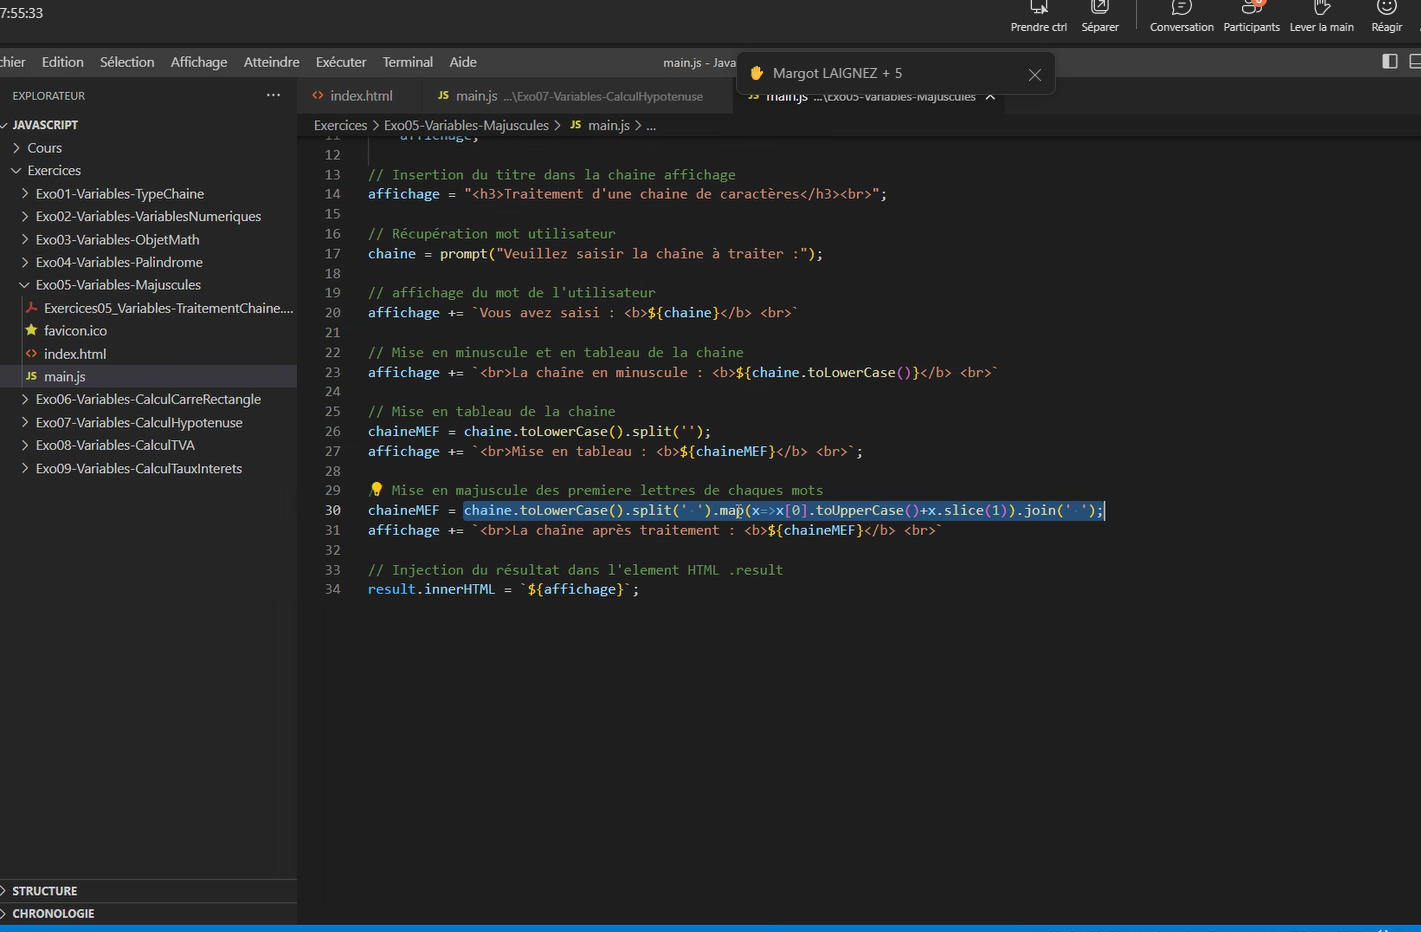 7:55:33
Prendre ctrl Séparer Conversation Participants Lever la main Réagir
chier Edition Sélection Affichage Atteindre Exécuter Terminal Aide main.js - Java
Margot LAIGNEZ + 5
EXPLORATEUR ...
index.html JS main.js ...\Exo07-Variables-CalculHypotenuse JS main.js ...\Exo05-Variables-Majuscules
JAVASCRIPT
Cours
Exercices
Exo01-Variables-TypeChaine
Exo02-Variables-VariablesNumeriques
Exo03-Variables-ObjetMath
Exo04-Variables-Palindrome
Exo05-Variables-Majuscules
Exercices05_Variables-TraitementChaine....
favicon.ico
index.html
JS main.js
Exo06-Variables-CalculCarreRectangle
Exo07-Variables-CalculHypotenuse
Exo08-Variables-CalculTVA
Exo09-Variables-CalculTauxInterets
STRUCTURE
CHRONOLOGIE
Exercices > Exo05-Variables-Majuscules > JS main.js > ...
11 affichage;
12
13 // Insertion du titre dans la chaine affichage
14 affichage = "<h3>Traitement d'une chaine de caractères</h3><br>";
15
16 // Récupération mot utilisateur
17 chaine = prompt("Veuillez saisir la chaîne à traiter :");
18
19 // affichage du mot de l'utilisateur
20 affichage += `Vous avez saisi : <b>${chaine}</b> <br>`
21
22 // Mise en minuscule et en tableau de la chaine
23 affichage += `<br>La chaîne en minuscule : <b>${chaine.toLowerCase()}</b> <br>`
24
25 // Mise en tableau de la chaine
26 chaineMEF = chaine.toLowerCase().split('');
27 affichage += `<br>Mise en tableau : <b>${chaineMEF}</b> <br>`;
28
29 // Mise en majuscule des premiere lettres de chaques mots
30 chaineMEF = chaine.toLowerCase().split(' ').map(x=>x[0].toUpperCase()+x.slice(1)).join(' ');
31 affichage += `<br>La chaîne après traitement : <b>${chaineMEF}</b> <br>`
32
33 // Injection du résultat dans l'element HTML .result
34 result.innerHTML = `${affichage}`;